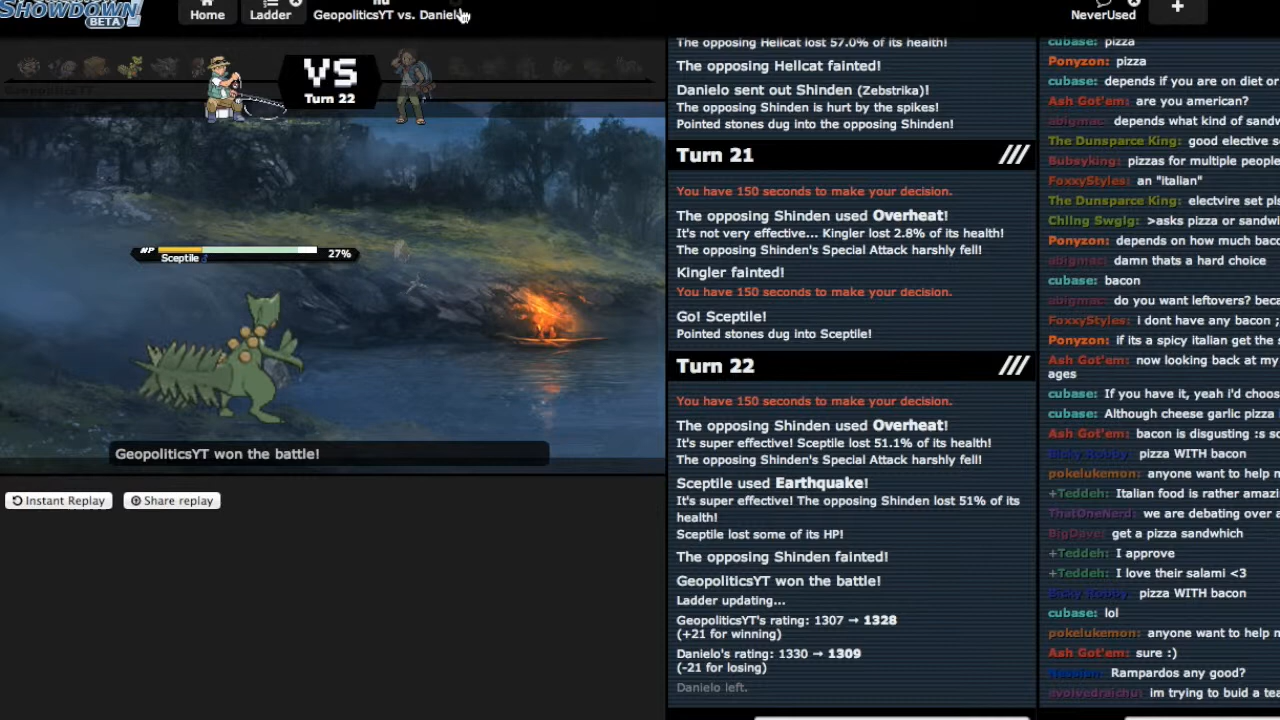 SHOWDOWN
BETA
Home
Ladder
nu
GeopoliticsYT vs. Danielo
NeverUsed
+
VS
Turn 22
HP
Sceptile
27%
GeopoliticsYT won the battle!
Instant Replay
Share replay
The opposing Hellcat lost 57.0% of its health!
The opposing Hellcat fainted!
Danielo sent out Shinden (Zebstrika)!
The opposing Shinden is hurt by the spikes!
Pointed stones dug into the opposing Shinden!
Turn 21
You have 150 seconds to make your decision.
The opposing Shinden used Overheat!
It's not very effective... Kingler lost 2.8% of its health!
The opposing Shinden's Special Attack harshly fell!
Kingler fainted!
You have 150 seconds to make your decision.
Go! Sceptile!
Pointed stones dug into Sceptile!
Turn 22
You have 150 seconds to make your decision.
The opposing Shinden used Overheat!
It's super effective! Sceptile lost 51.1% of its health!
The opposing Shinden's Special Attack harshly fell!
Sceptile used Earthquake!
It's super effective! The opposing Shinden lost 51% of its
health!
Sceptile lost some of its HP!
The opposing Shinden fainted!
GeopoliticsYT won the battle!
Ladder updating...
GeopoliticsYT's rating: 1307 → 1328
(+21 for winning)
Danielo's rating: 1330 → 1309
(-21 for losing)
Danielo left.
cubase: pizza
Ponyzon: pizza
cubase: depends if you are on diet or
Ash Got'em: are you american?
abigmac: depends what kind of sandw
The Dunsparce King: good elective s
Bubsyking: pizzas for multiple people
FoxxyStyles: an "italian"
The Dunsparce King: electvire set pls
Chilng Swgig: >asks pizza or sandwi
Ponyzon: depends on how much baco
abigmac: damn thats a hard choice
cubase: bacon
abigmac: do you want leftovers? beca
FoxxyStyles: i dont have any bacon ;
Ponyzon: if its a spicy italian get the s
Ash Got'em: now looking back at my
ages
cubase: If you have it, yeah i'd choos
cubase: Although cheese garlic pizza
Ash Got'em: bacon is disgusting :s so
Bicky Robby: pizza WITH bacon
pokelukemon: anyone want to help m
+Teddeh: Italian food is rather amazi
ThatOneNerd: we are debating over a
BigDave: get a pizza sandwhich
+Teddeh: I approve
+Teddeh: I love their salami <3
Bicky Robby: pizza WITH bacon
cubase: lol
pokelukemon: anyone want to help m
Ash Got'em: sure :)
Rampardos any good?
evolvedraichu: im trying to buid a tea